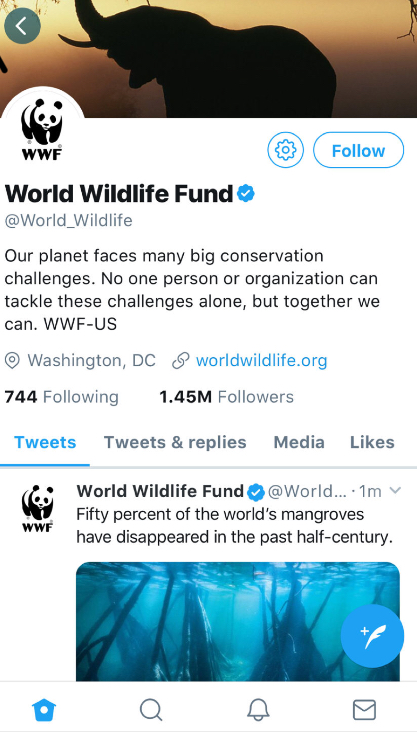 WWF
Follow
World Wildlife Fund
@World_Wildlife
Our planet faces many big conservation
challenges. No one person or organization can
tackle these challenges alone, but together we
can. WWF-US
Washington, DC worldwildlife.org
744 Following 1.45M Followers
Tweets Tweets & replies Media Likes
WWF
World Wildlife Fund @World... · 1m
Fifty percent of the world's mangroves
have disappeared in the past half-century.